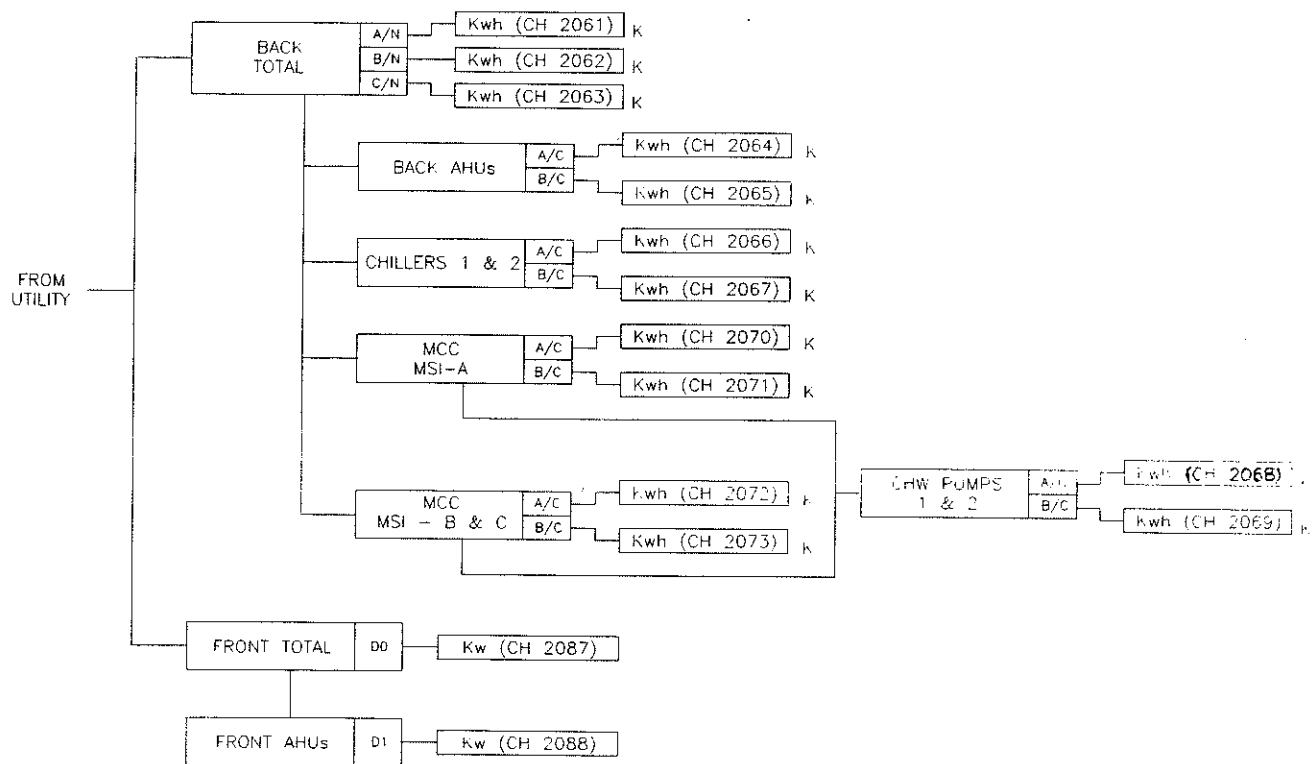 BACK
TOTAL
A/N
Kwh (CH 2061)
K
B/N
Kwh (CH 2062)
K
C/N
Kwh (CH 2063)
K
BACK AHUs
A/C
Kwh (CH 2064)
K
B/C
Kwh (CH 2065)
K
CHILLERS 1 & 2
A/C
Kwh (CH 2066)
K
B/C
Kwh (CH 2067)
K
FROM
UTILITY
MCC
MSI-A
A/C
Kwh (CH 2070)
K
B/C
Kwh (CH 2071)
K
MCC
MSI - B & C
A/C
Kwh (CH 2072)
K
B/C
Kwh (CH 2073)
K
CHW PUMPS
1 & 2
A/C
Kwh (CH 2068)
B/C
Kwh (CH 2069)
K
FRONT TOTAL
D0
Kw (CH 2087)
FRONT AHUs
D1
Kw (CH 2088)